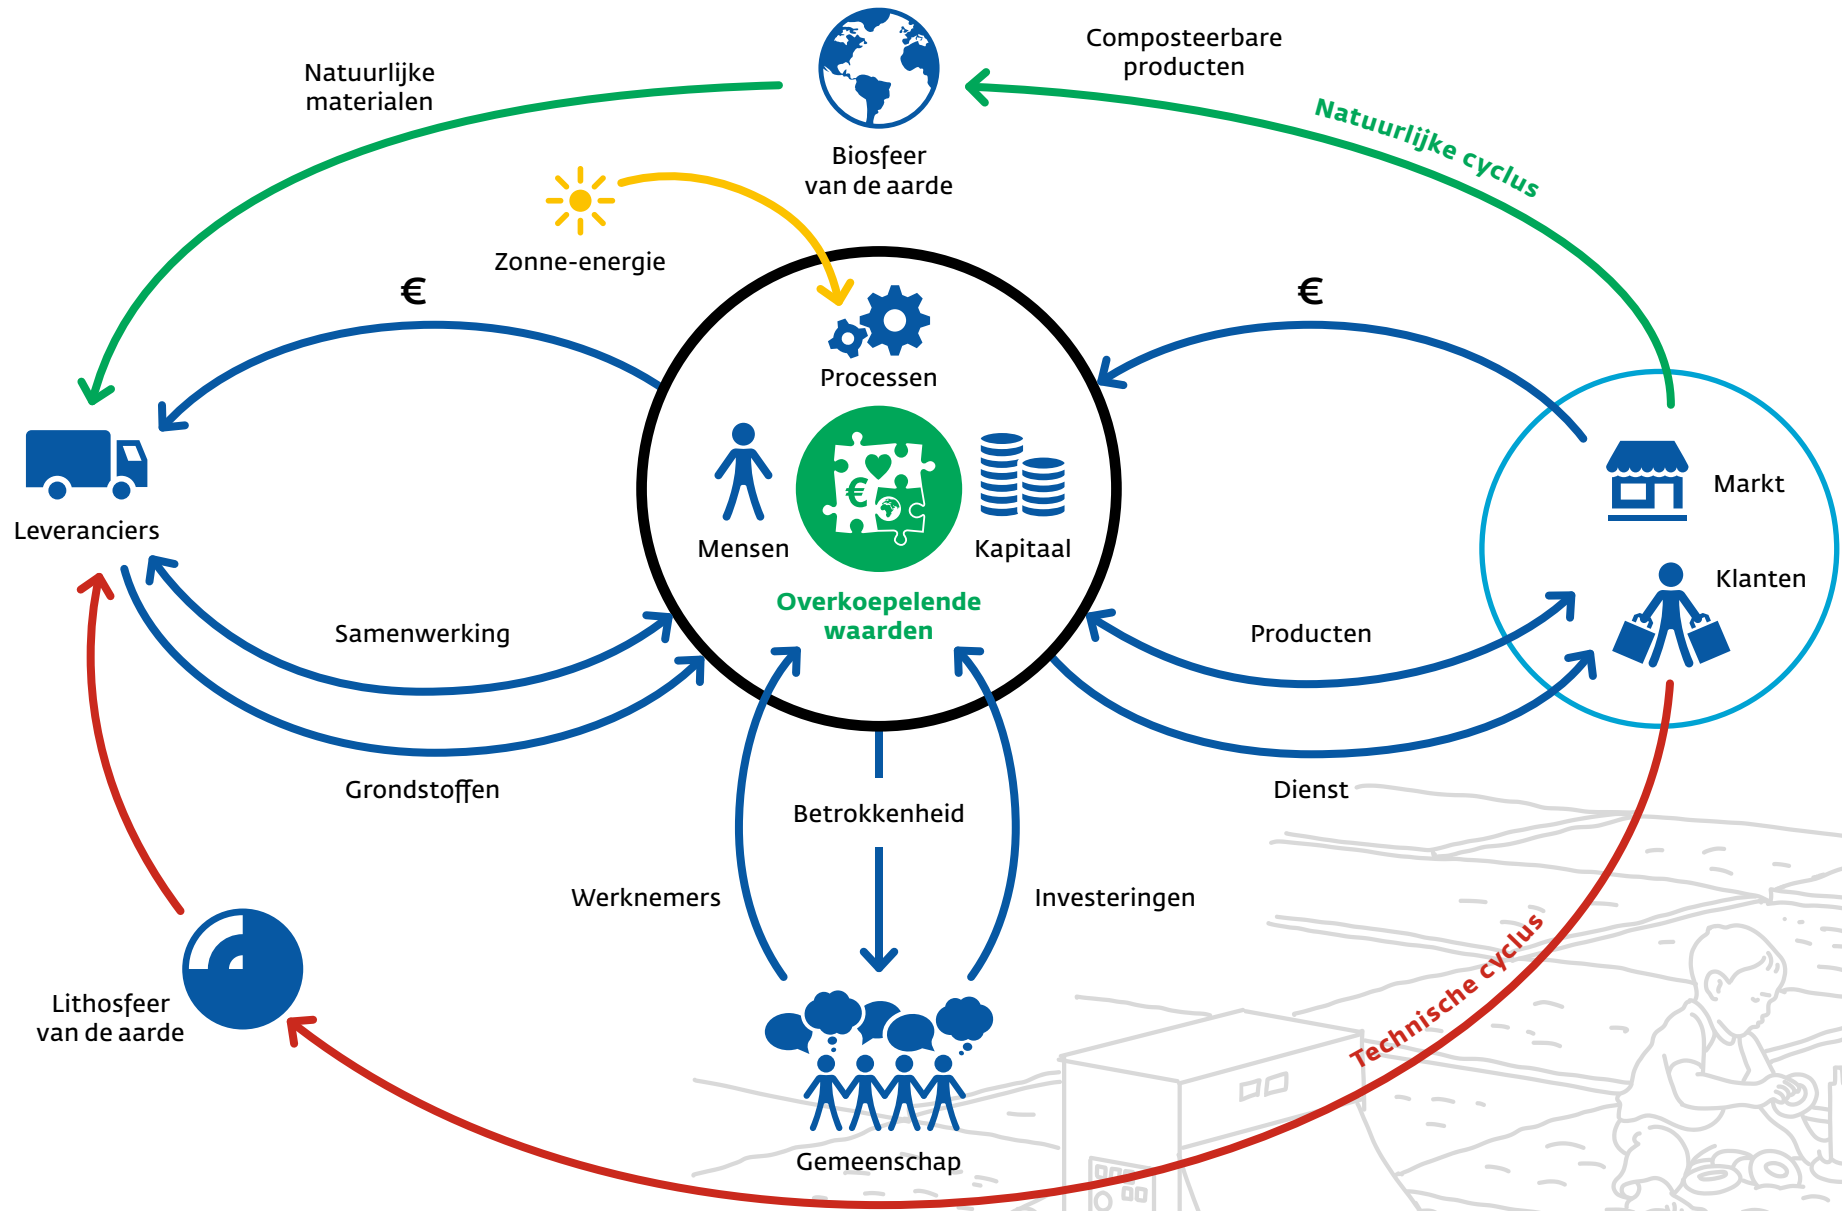 Composteerbare
producten
Natuurlijke
materialen
Natuurlijke cyclus
Biosfeer
van de aarde
Zonne-energie
€
€
Processen
Markt
€
Leveranciers
Mensen
Kapitaal
Klanten
Overkoepelende
waarden
Samenwerking
Producten
Grondstoffen
Dienst
Betrokkenheid
Werknemers
Investeringen
Technische cyclus
Lithosfeer
van de aarde
Gemeenschap